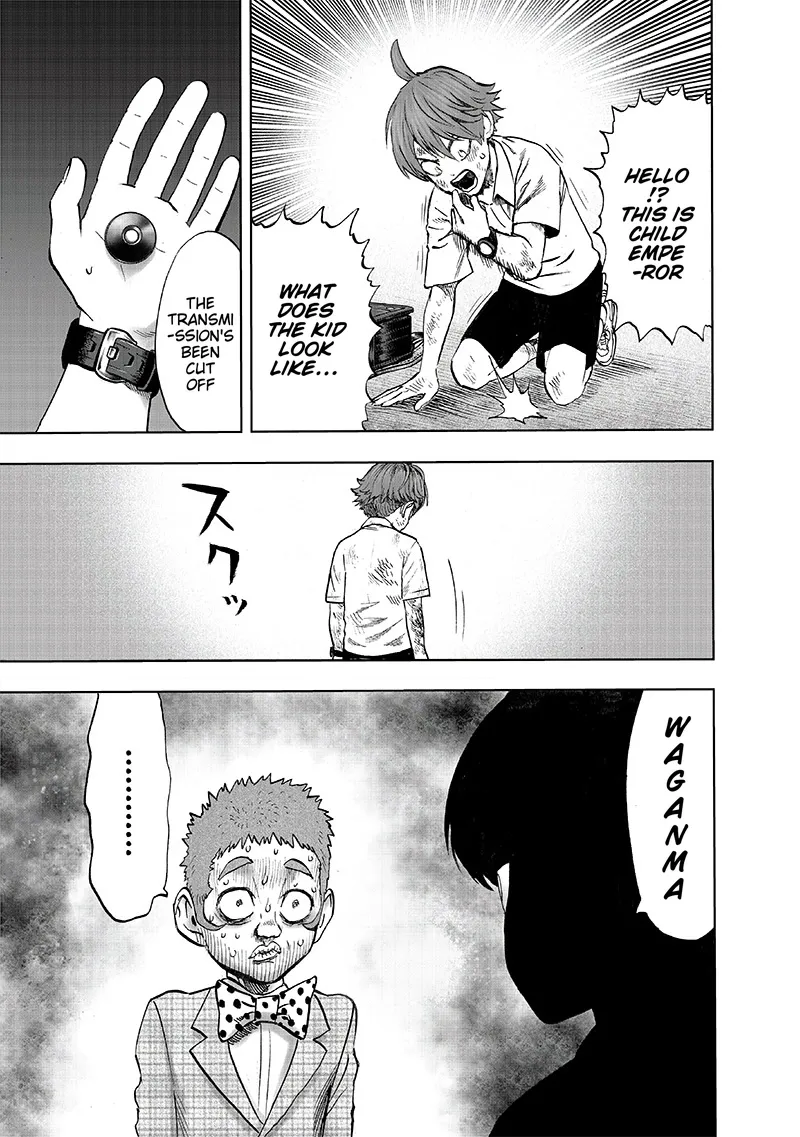 HELLO
!?
THIS IS
CHILD
EMPE
-ROR
WHAT
DOES
THE KID
LOOK
LIKE...
THE
TRANSMI
-SSION'S
BEEN
CUT
OFF
スクッ
WAGANMA
............